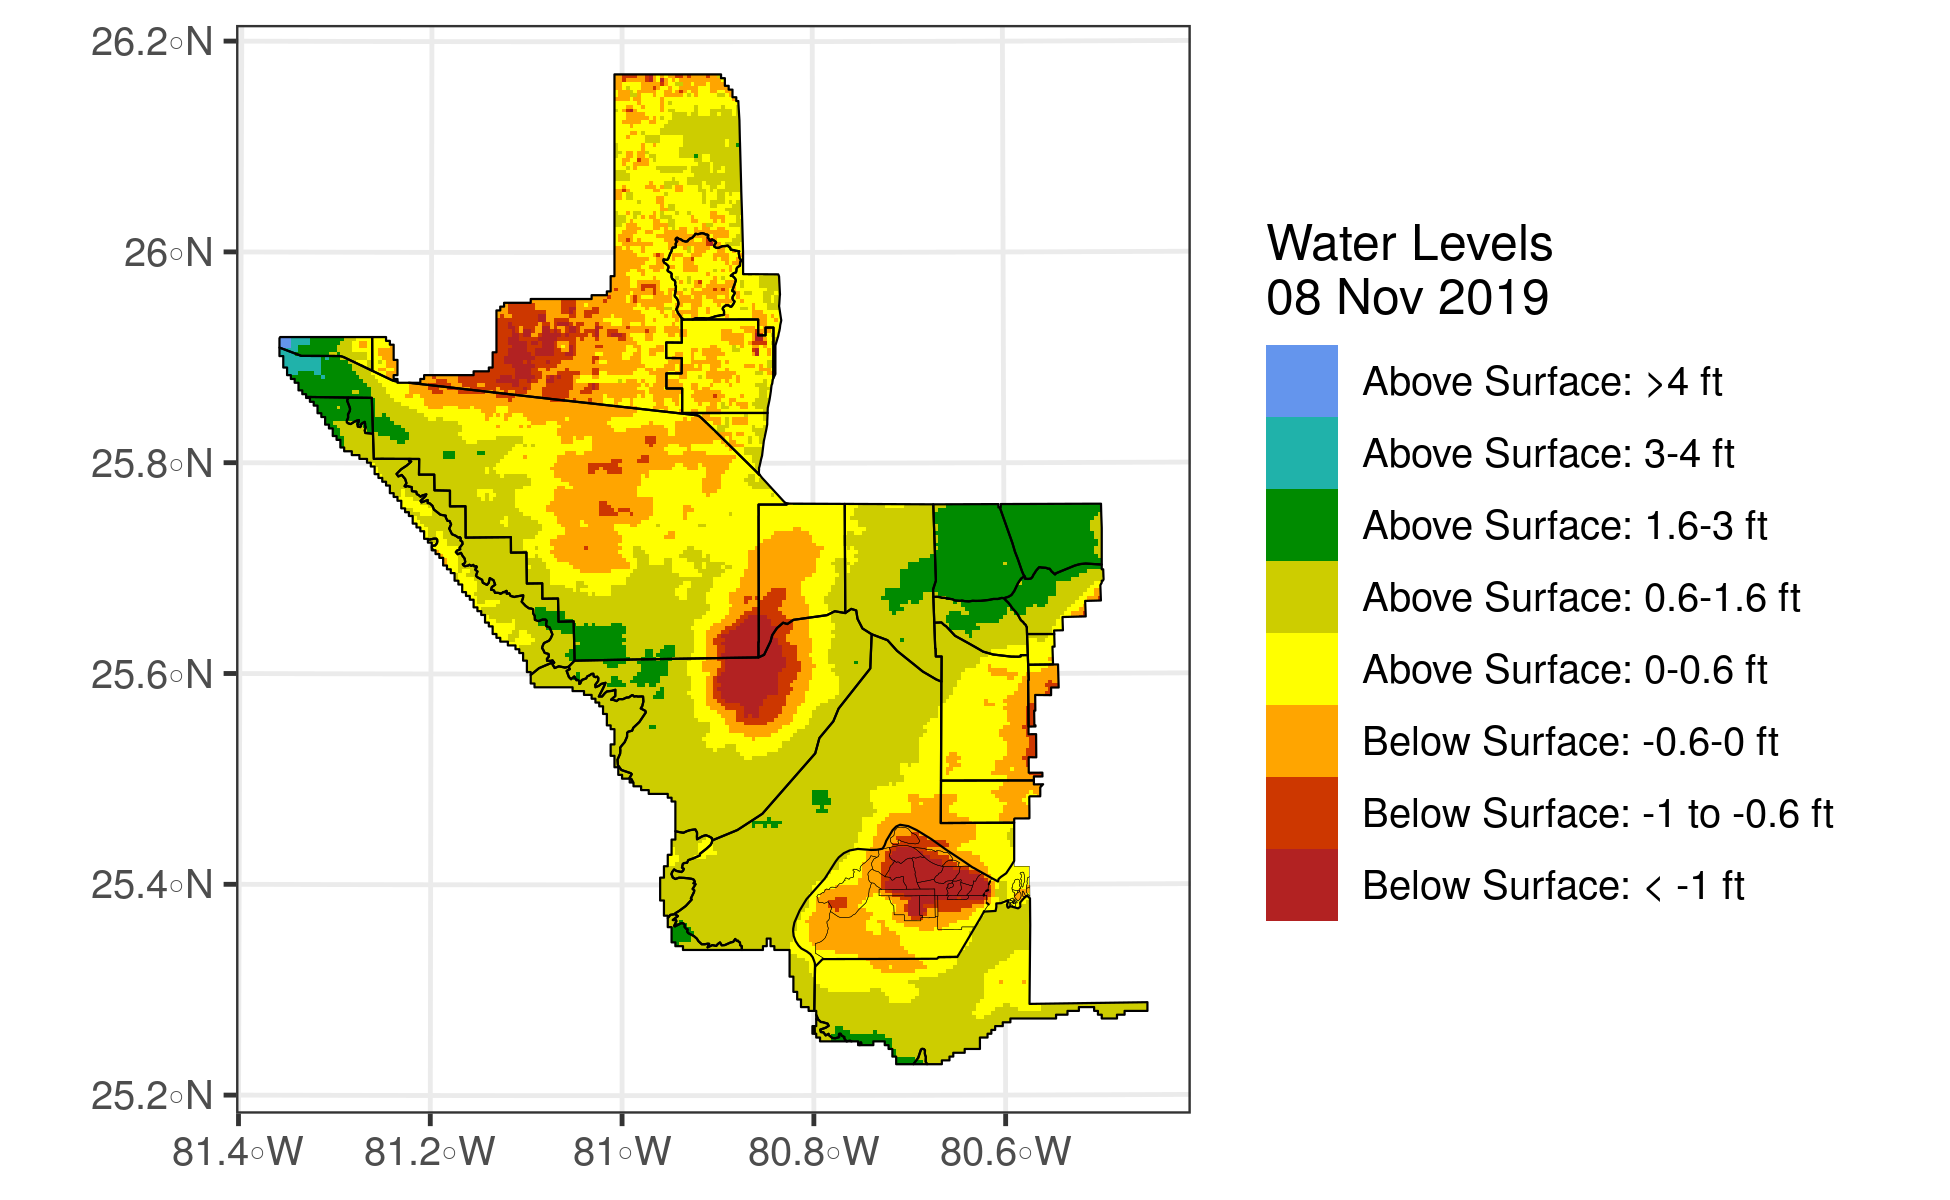 26.2◦N
26◦N
25.8◦N
25.6◦N
25.4◦N
25.2◦N
81.4◦W
81.2◦W
81◦W
80.8◦W
80.6◦W
Water Levels
08 Nov 2019
Above Surface: >4 ft
Above Surface: 3-4 ft
Above Surface: 1.6-3 ft
Above Surface: 0.6-1.6 ft
Above Surface: 0-0.6 ft
Below Surface: -0.6-0 ft
Below Surface: -1 to -0.6 ft
Below Surface: < -1 ft